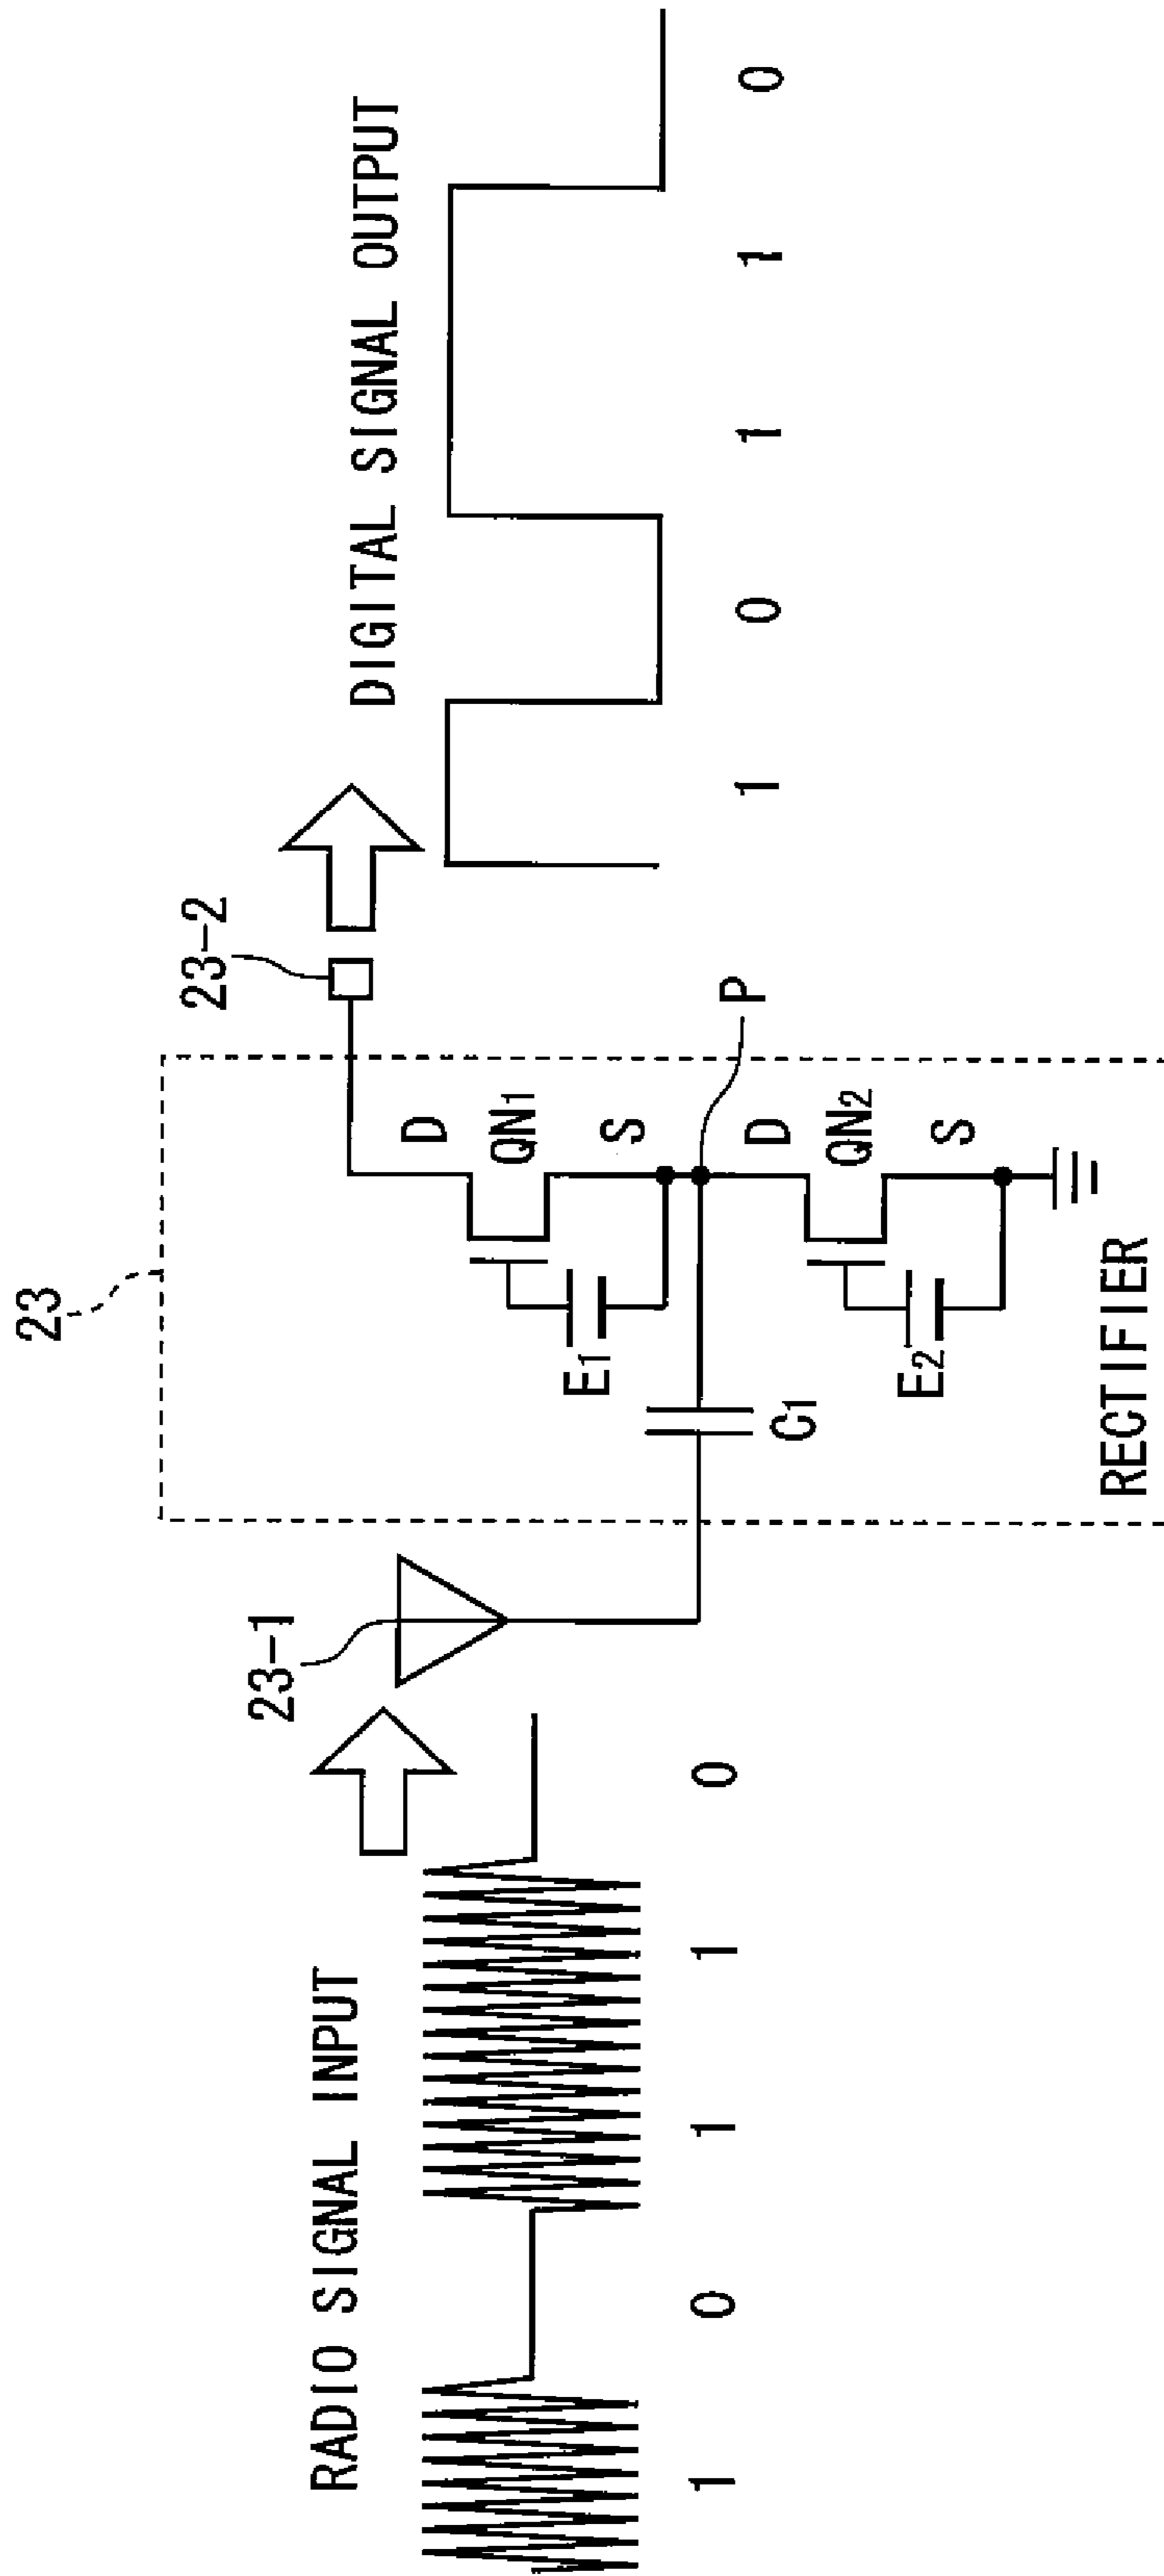 23
23-1
23-2
RADIO SIGNAL INPUT
1 0 1 1 0
DIGITAL SIGNAL OUTPUT
1 0 1 1 0
D
QN1
S
E1
C1
P
D
QN2
S
E2
RECTIFIER